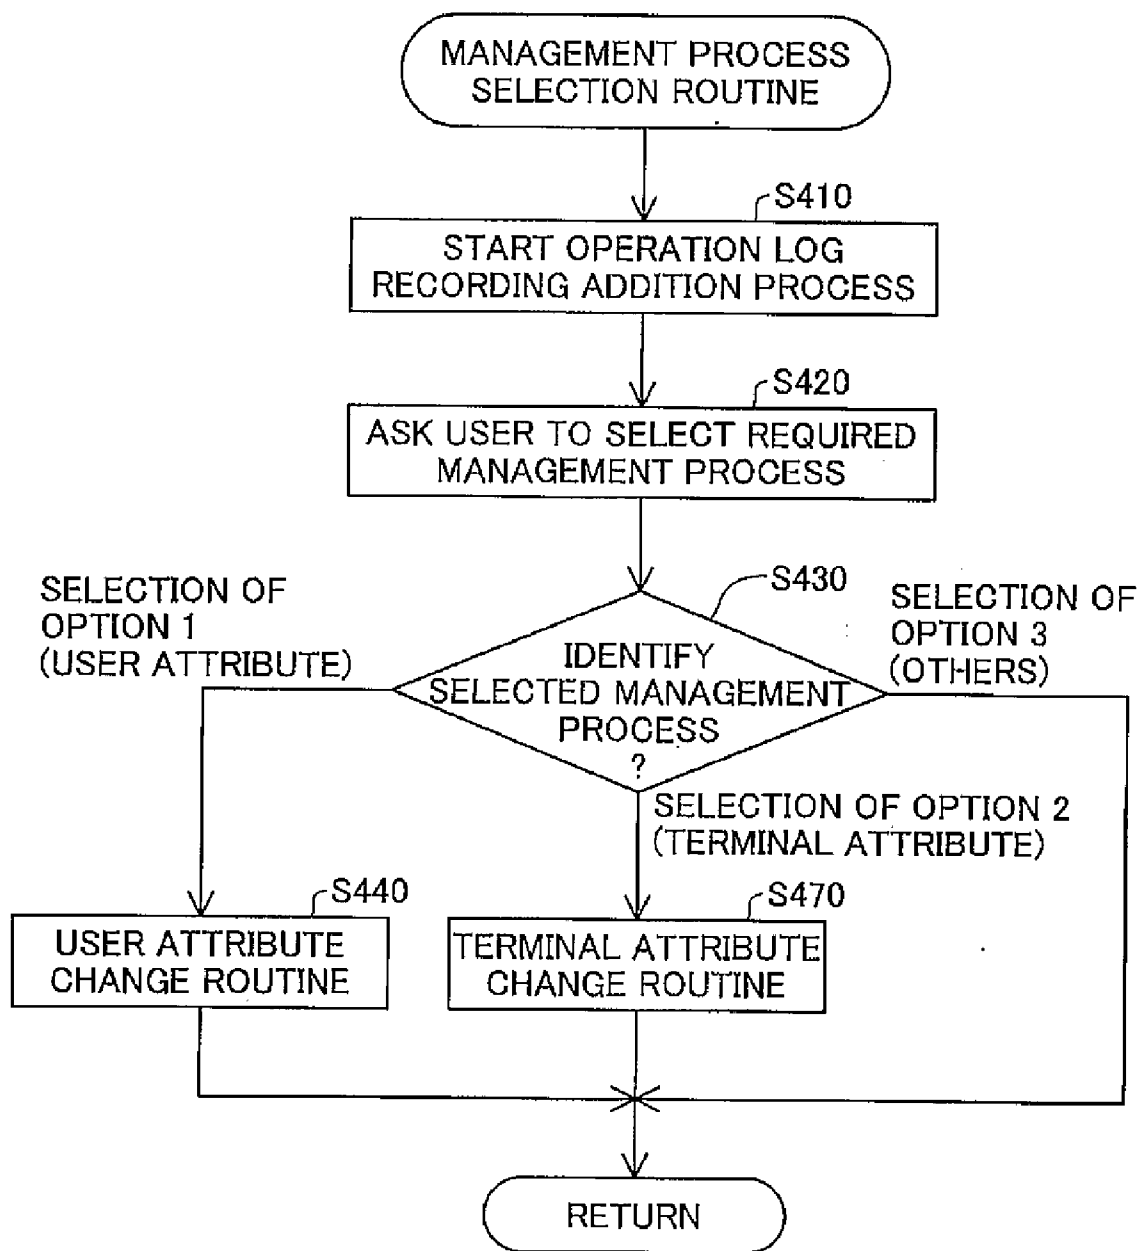 MANAGEMENT PROCESS
SELECTION ROUTINE
S410
START OPERATION LOG
RECORDING ADDITION PROCESS
S420
ASK USER TO SELECT REQUIRED
MANAGEMENT PROCESS
S430
SELECTION OF
OPTION 1
(USER ATTRIBUTE)
IDENTIFY
SELECTED MANAGEMENT
PROCESS
?
SELECTION OF
OPTION 3
(OTHERS)
SELECTION OF OPTION 2
(TERMINAL ATTRIBUTE)
S440
USER ATTRIBUTE
CHANGE ROUTINE
S470
TERMINAL ATTRIBUTE
CHANGE ROUTINE
RETURN